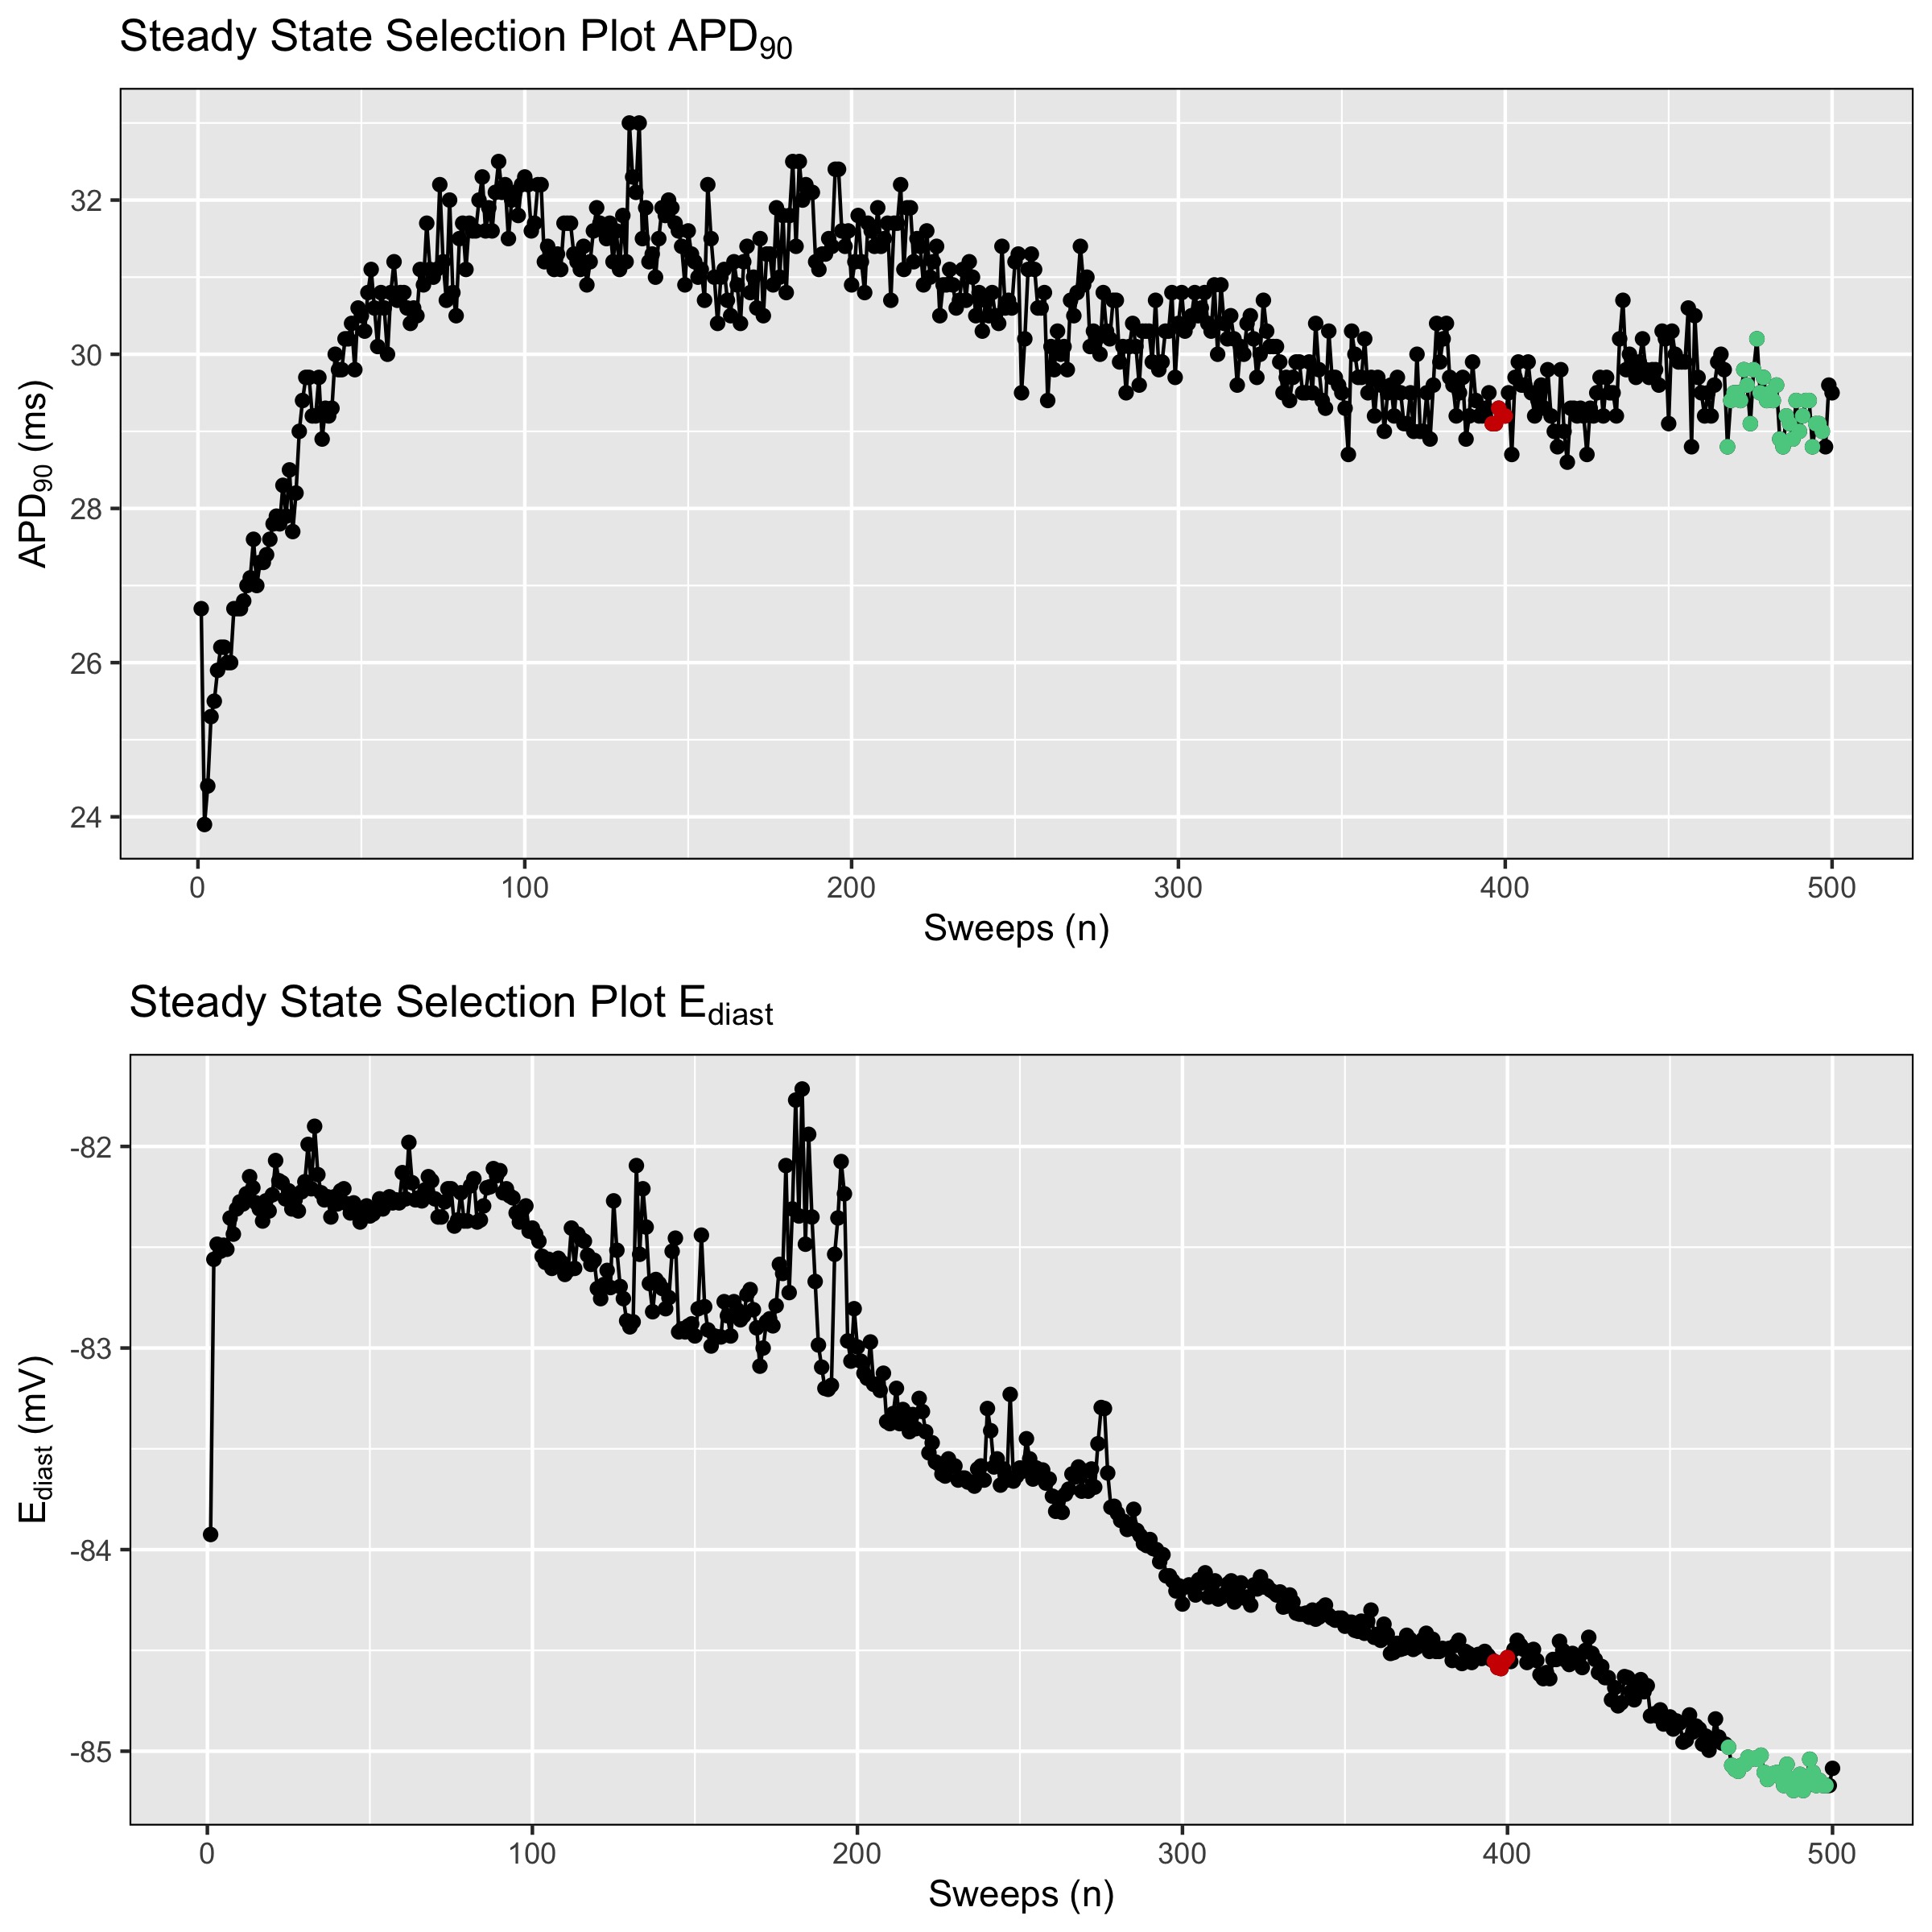 Steady State Selection Plot APD90
32
30
28
26
24
APD90 (ms)
0 100 200 300 400 500
Sweeps (n)
Steady State Selection Plot Ediast
-82
-83
-84
-85
Ediast (mV)
0 100 200 300 400 500
Sweeps (n)